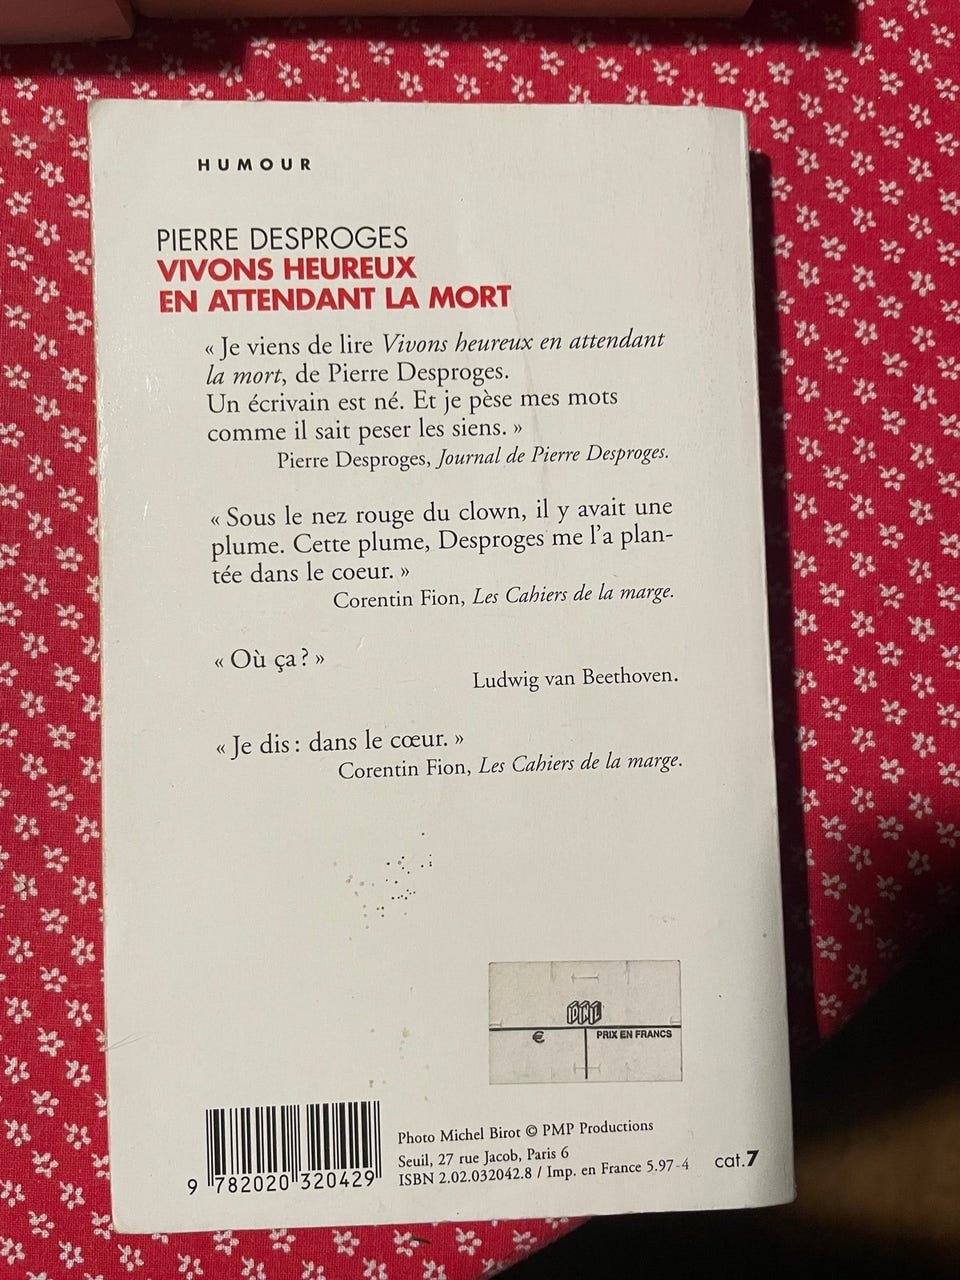 HUMOUR
PIERRE DESPROGES
VIVONS HEUREUX
EN ATTENDANT LA MORT
« Je viens de lire Vivons heureux en attendant
la mort, de Pierre Desproges.
Un écrivain est né. Et je pèse mes mots
comme il sait peser les siens. »
Pierre Desproges, Journal de Pierre Desproges.
« Sous le nez rouge du clown, il y avait une
plume. Cette plume, Desproges me l'a plan-
tée dans le coeur. »
Corentin Fion, Les Cahiers de la marge.
« Où ça ? »
Ludwig van Beethoven.
« Je dis : dans le cœur. »
Corentin Fion, Les Cahiers de la marge.
€
PRIX EN FRANCS
Photo Michel Birot © PMP Productions
Seuil, 27 rue Jacob, Paris 6
ISBN 2.02.032042.8 / Imp. en France 5.97-4
cat.7
9 782020 320429